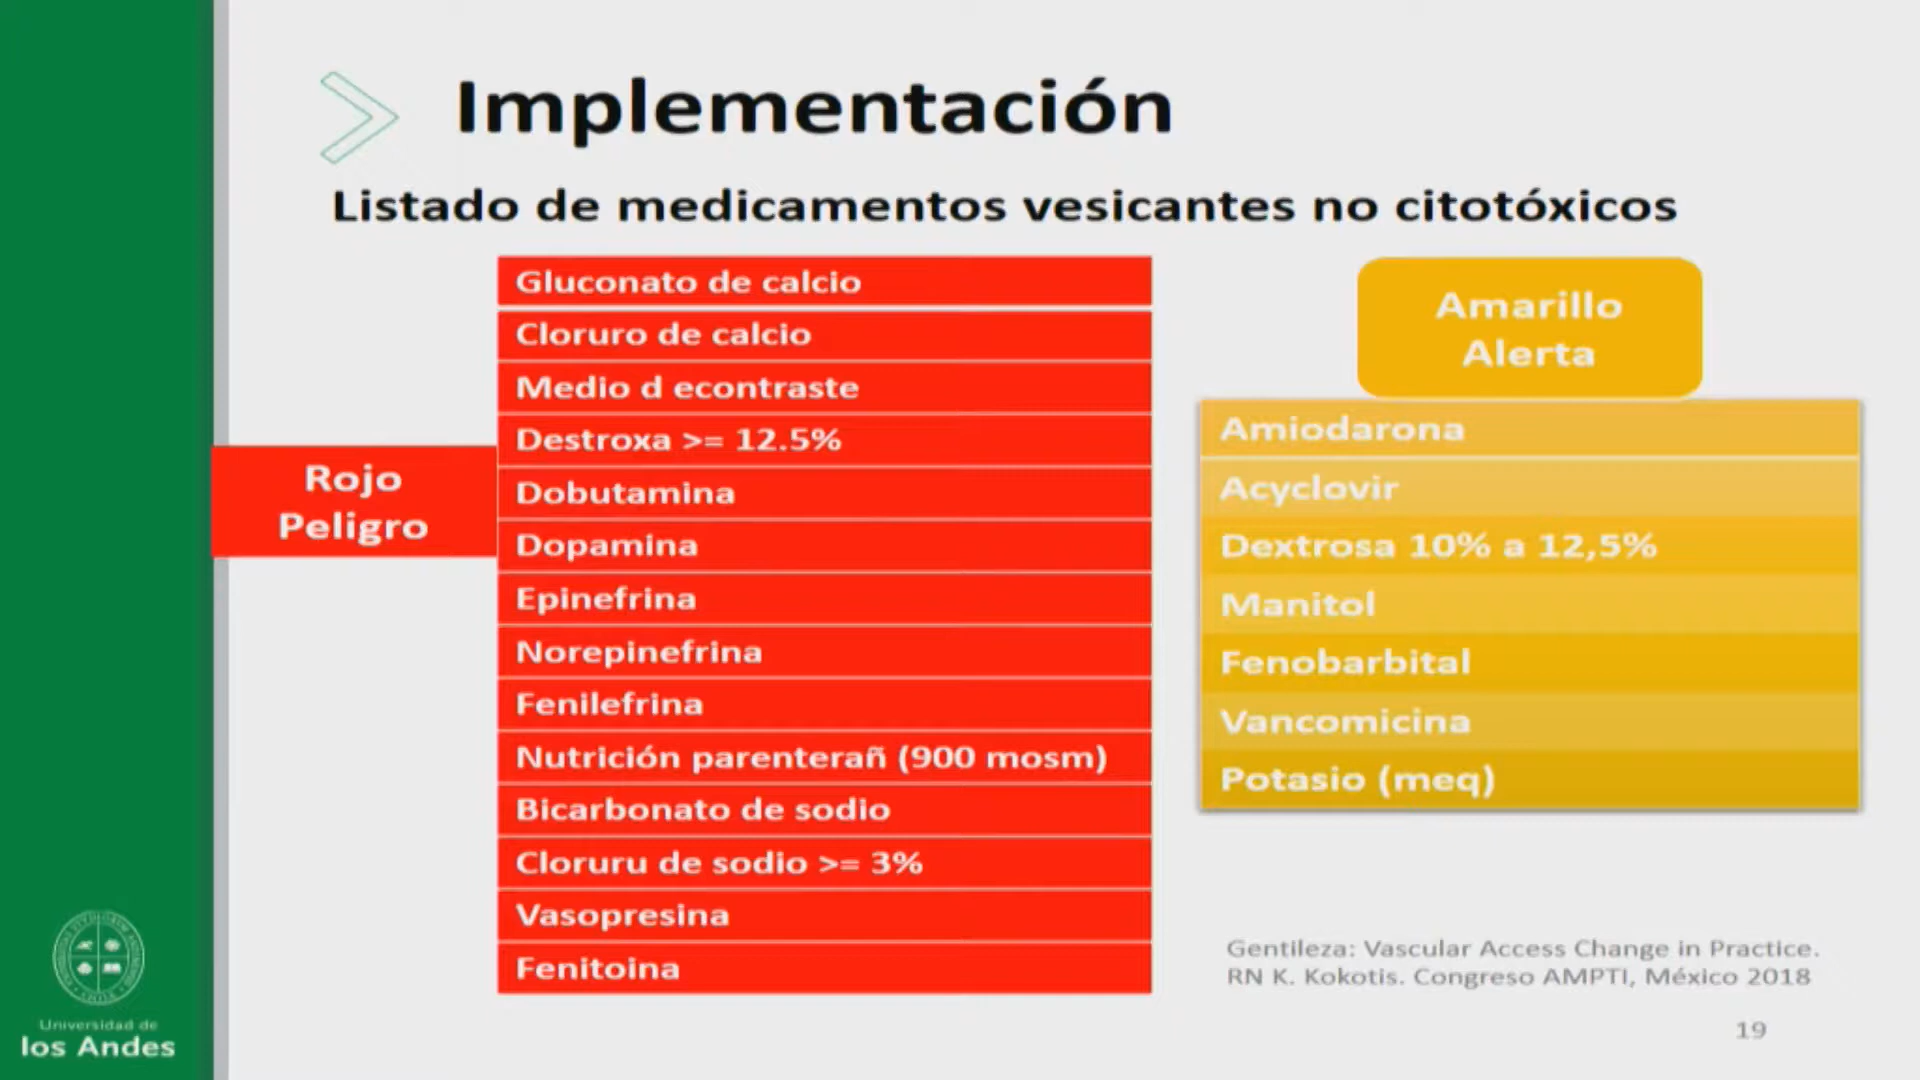 Implementación
Listado de medicamentos vesicantes no citotóxicos
Rojo
Peligro
Gluconato de calcio
Cloruro de calcio
Medio d econtraste
Destroxa >= 12.5%
Dobutamina
Dopamina
Epinefrina
Norepinefrina
Fenilefrina
Nutrición parenterañ (900 mosm)
Bicarbonato de sodio
Cloruru de sodio >= 3%
Vasopresina
Fenitoina
Amarillo
Alerta
Amiodarona
Acyclovir
Dextrosa 10% a 12,5%
Manitol
Fenobarbital
Vancomicina
Potasio (meq)
Gentileza: Vascular Access Change in Practice.
RN K. Kokotis. Congreso AMPTI, México 2018
19
Universidad de
los Andes